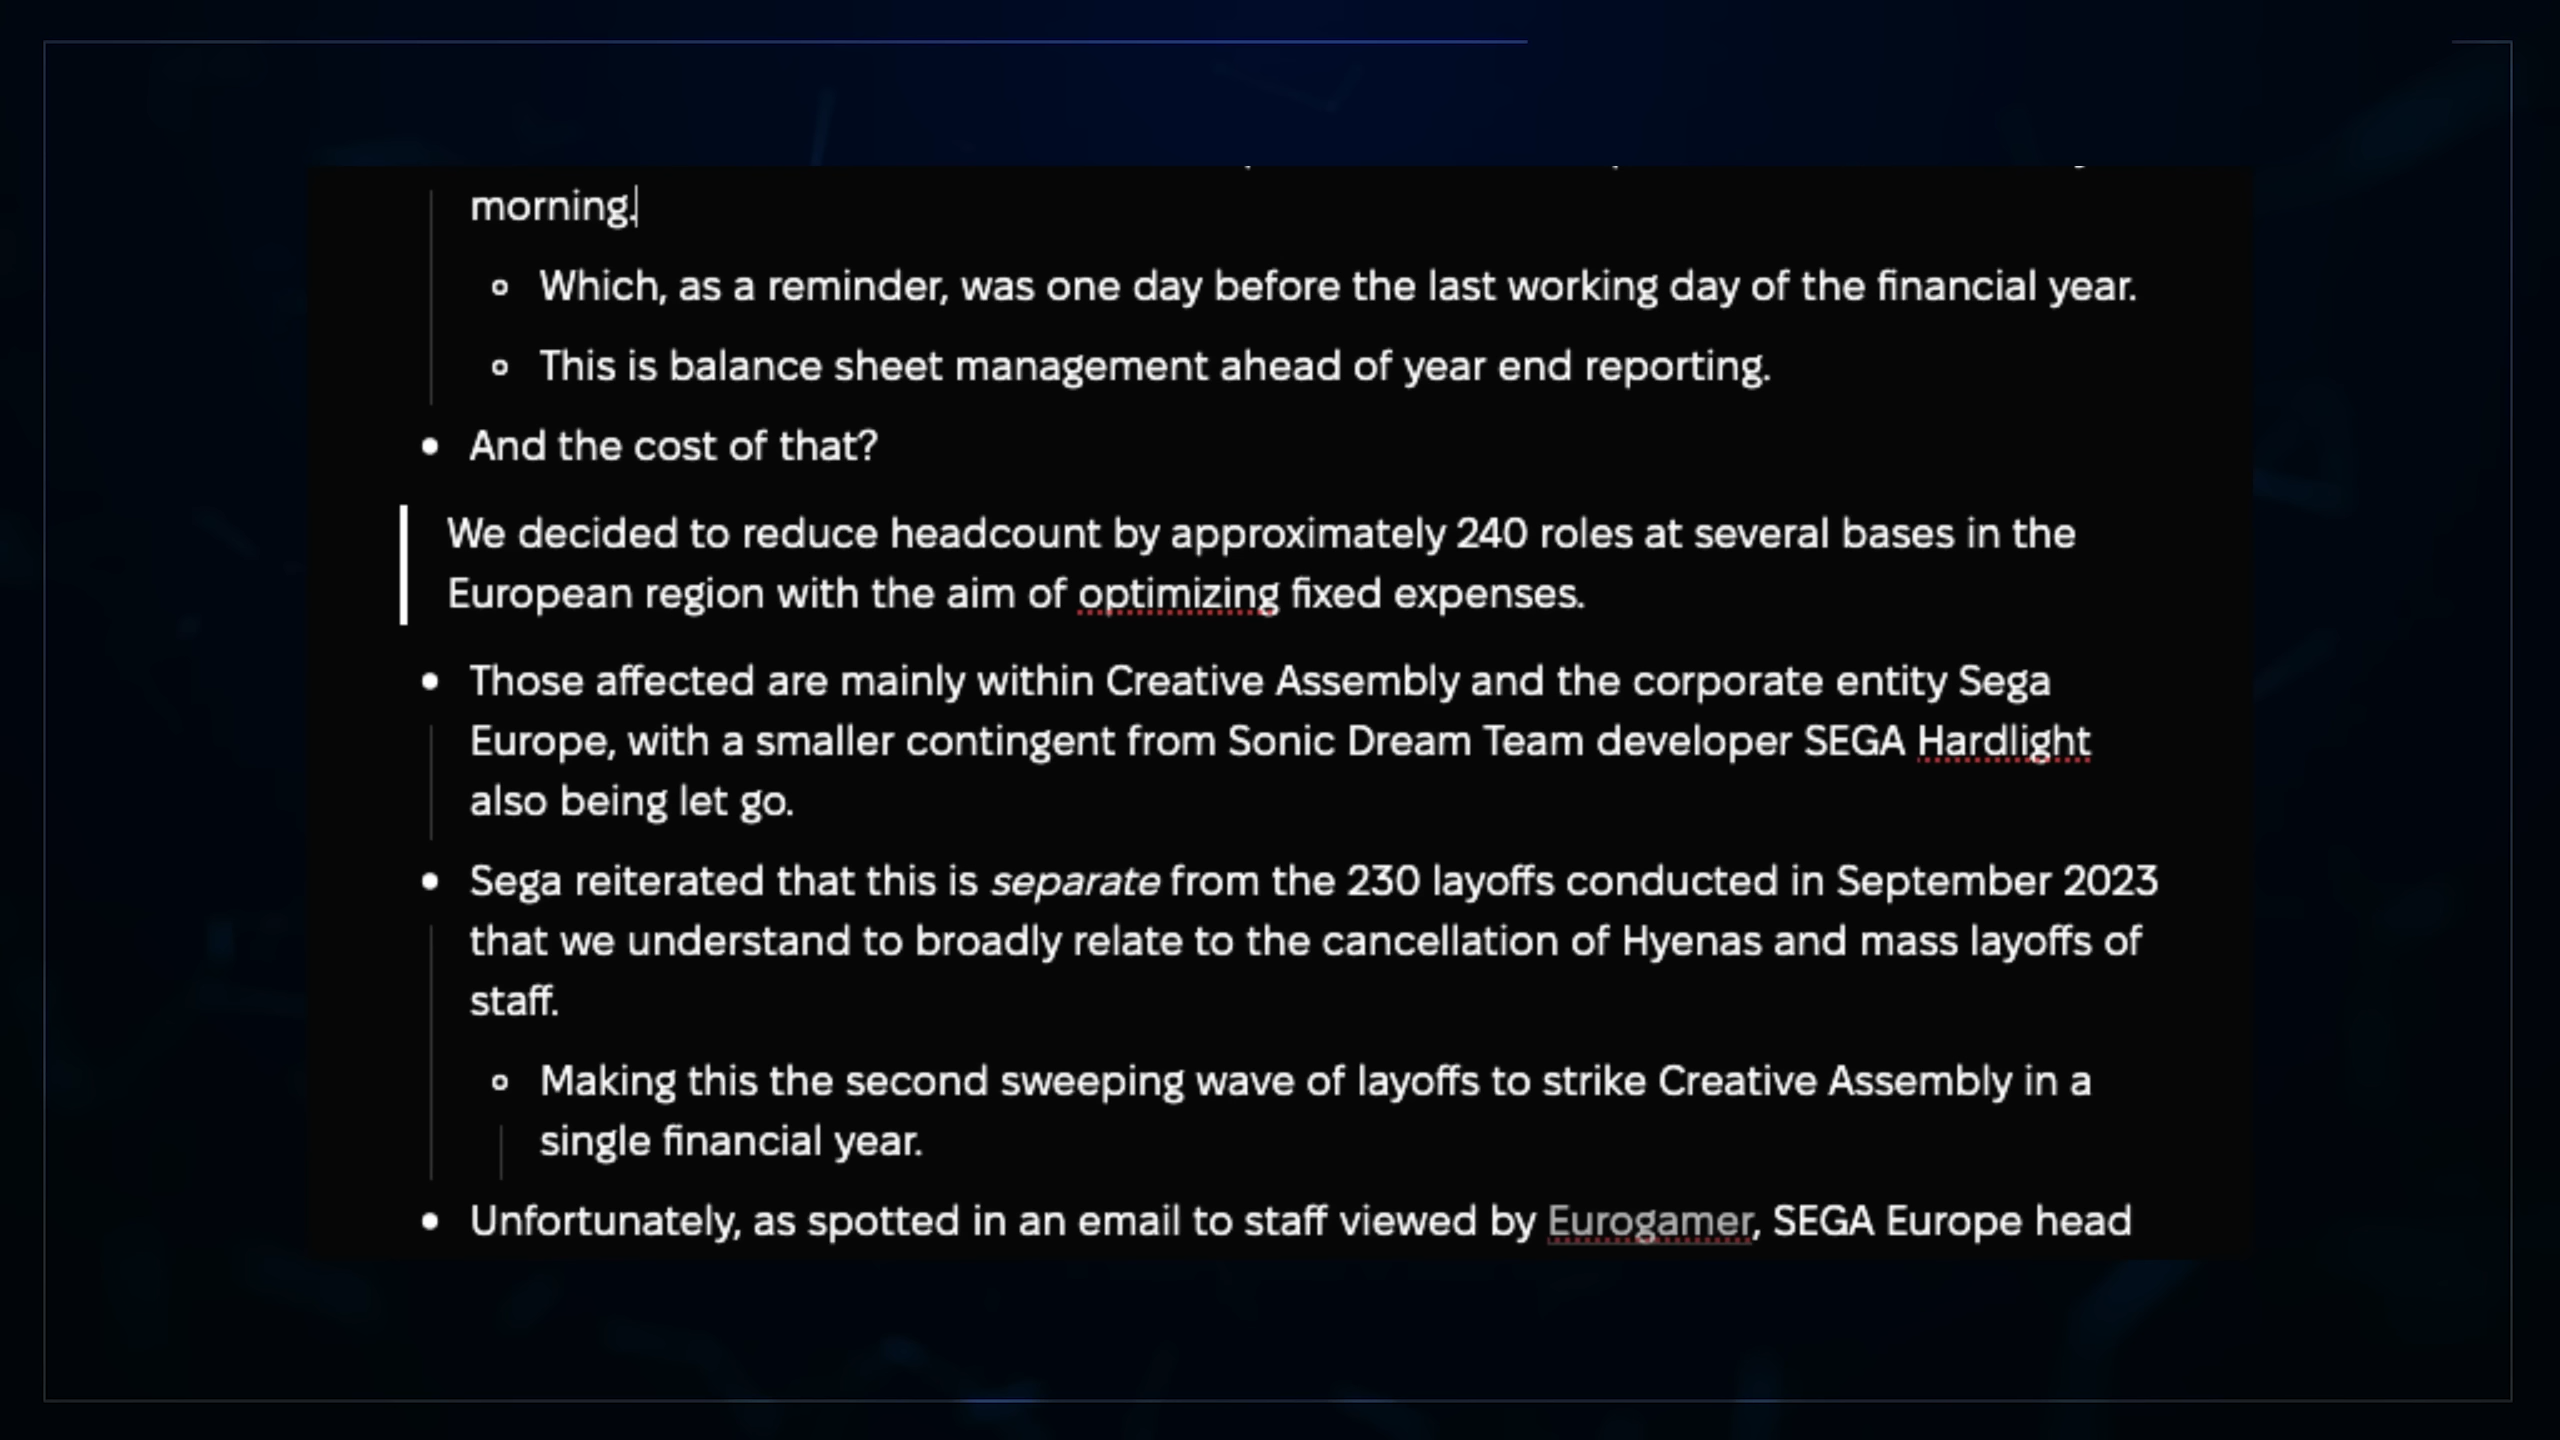 morning.
Which, as a reminder, was one day before the last working day of the financial year.
This is balance sheet management ahead of year end reporting.
And the cost of that?
We decided to reduce headcount by approximately 240 roles at several bases in the
European region with the aim of optimizing fixed expenses.
Those affected are mainly within Creative Assembly and the corporate entity Sega
Europe, with a smaller contingent from Sonic Dream Team developer SEGA Hardlight
also being let go.
Sega reiterated that this is separate from the 230 layoffs conducted in September 2023
that we understand to broadly relate to the cancellation of Hyenas and mass layoffs of
staff.
Making this the second sweeping wave of layoffs to strike Creative Assembly in a
single financial year.
Unfortunately, as spotted in an email to staff viewed by Eurogamer, SEGA Europe head